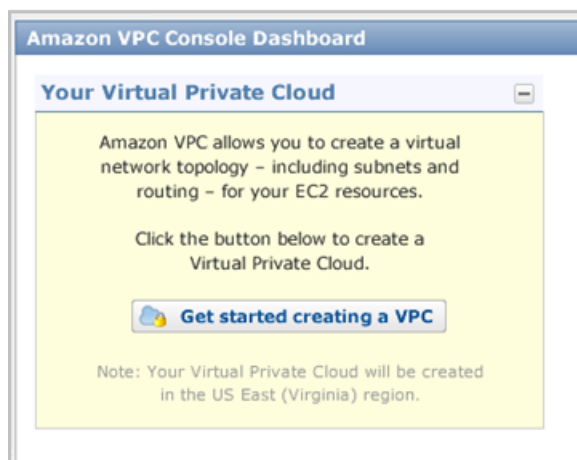 Amazon VPC Console Dashboard
Your Virtual Private Cloud
Amazon VPC allows you to create a virtual
network topology – including subnets and
routing – for your EC2 resources.
Click the button below to create a
Virtual Private Cloud.
Get started creating a VPC
Note: Your Virtual Private Cloud will be created
in the US East (Virginia) region.